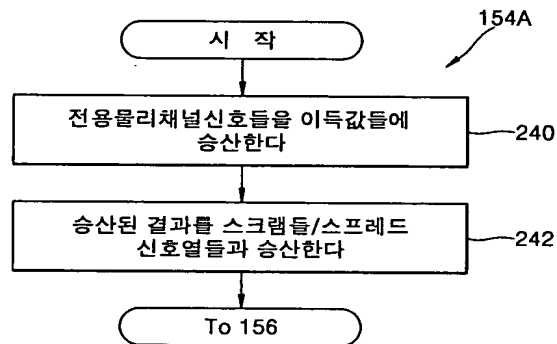 154A
시 작
전용물리채널신호들을 이득값들에
승산한다
240
승산된 결과를 스크램들/스프레드
신호열들과 승산한다
242
To 156